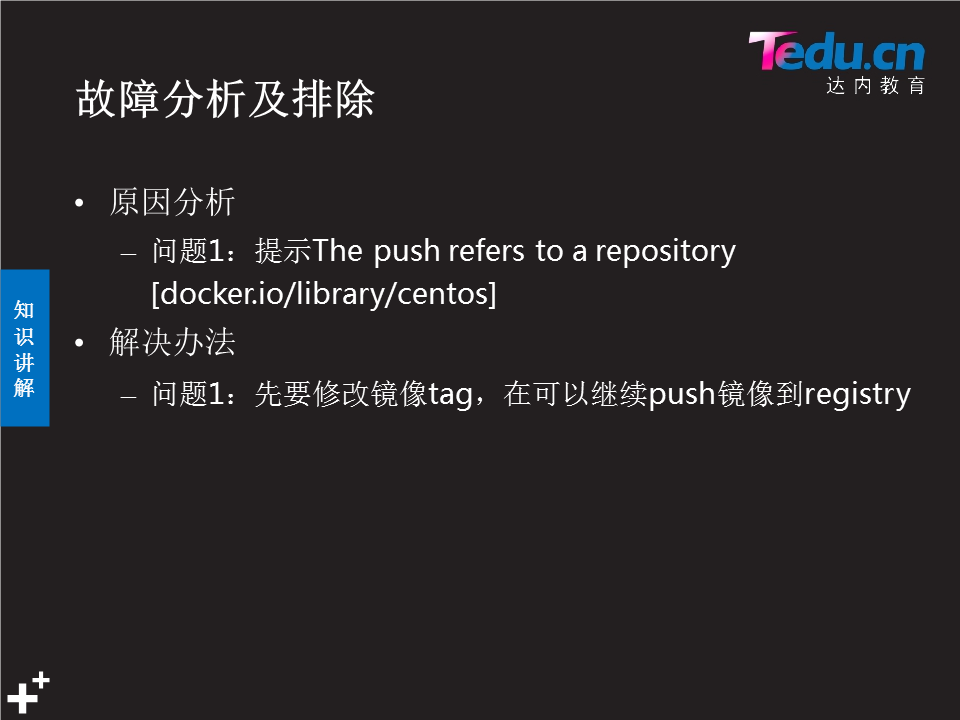 Tedu.cn
达内教育
故障分析及排除
• 原因分析
– 问题1：提示The push refers to a repository
[docker.io/library/centos]
• 解决办法
– 问题1：先要修改镜像tag，在可以继续push镜像到registry
知
识
讲
解